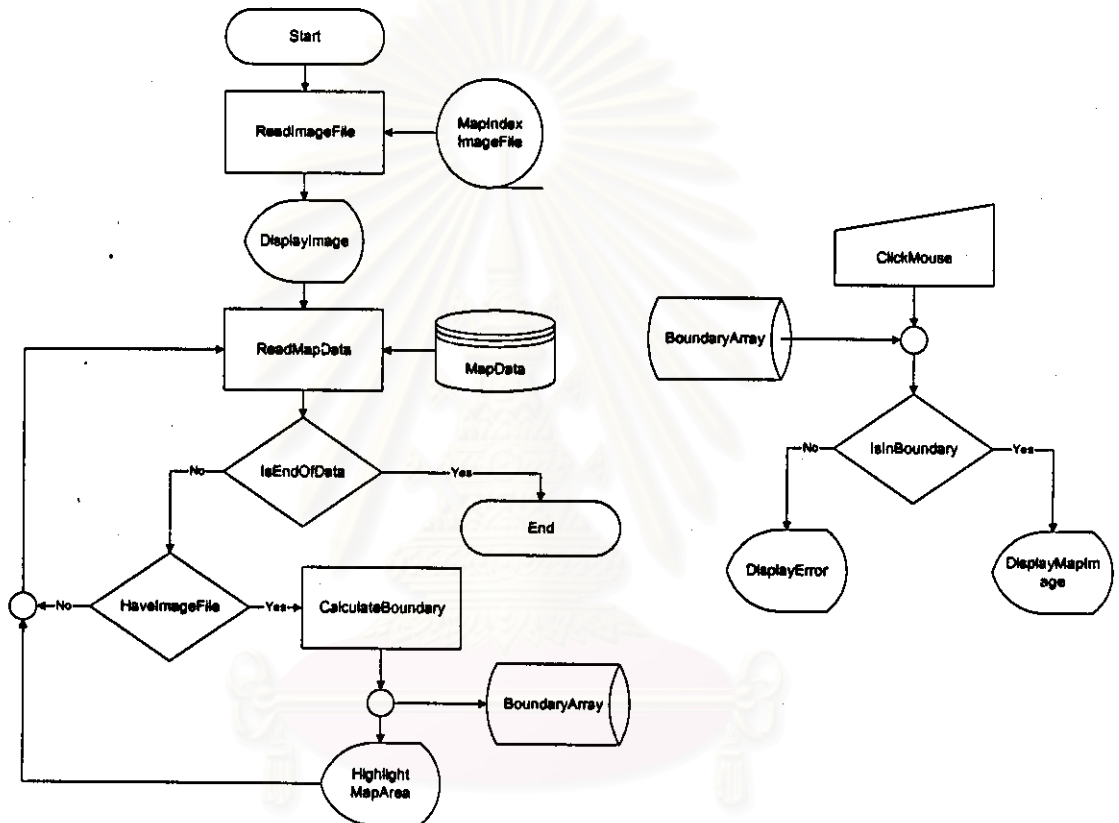 Start
ReadImageFile
MapIndex
ImageFile
DisplayImage
ReadMapData
MapData
IsEndOfData
No
Yes
End
HaveImageFile
No
Yes
CalculateBoundary
BoundaryArray
Highlight
MapArea
ClickMouse
BoundaryArray
IsInBoundary
No
Yes
DisplayError
DisplayMapIm
age